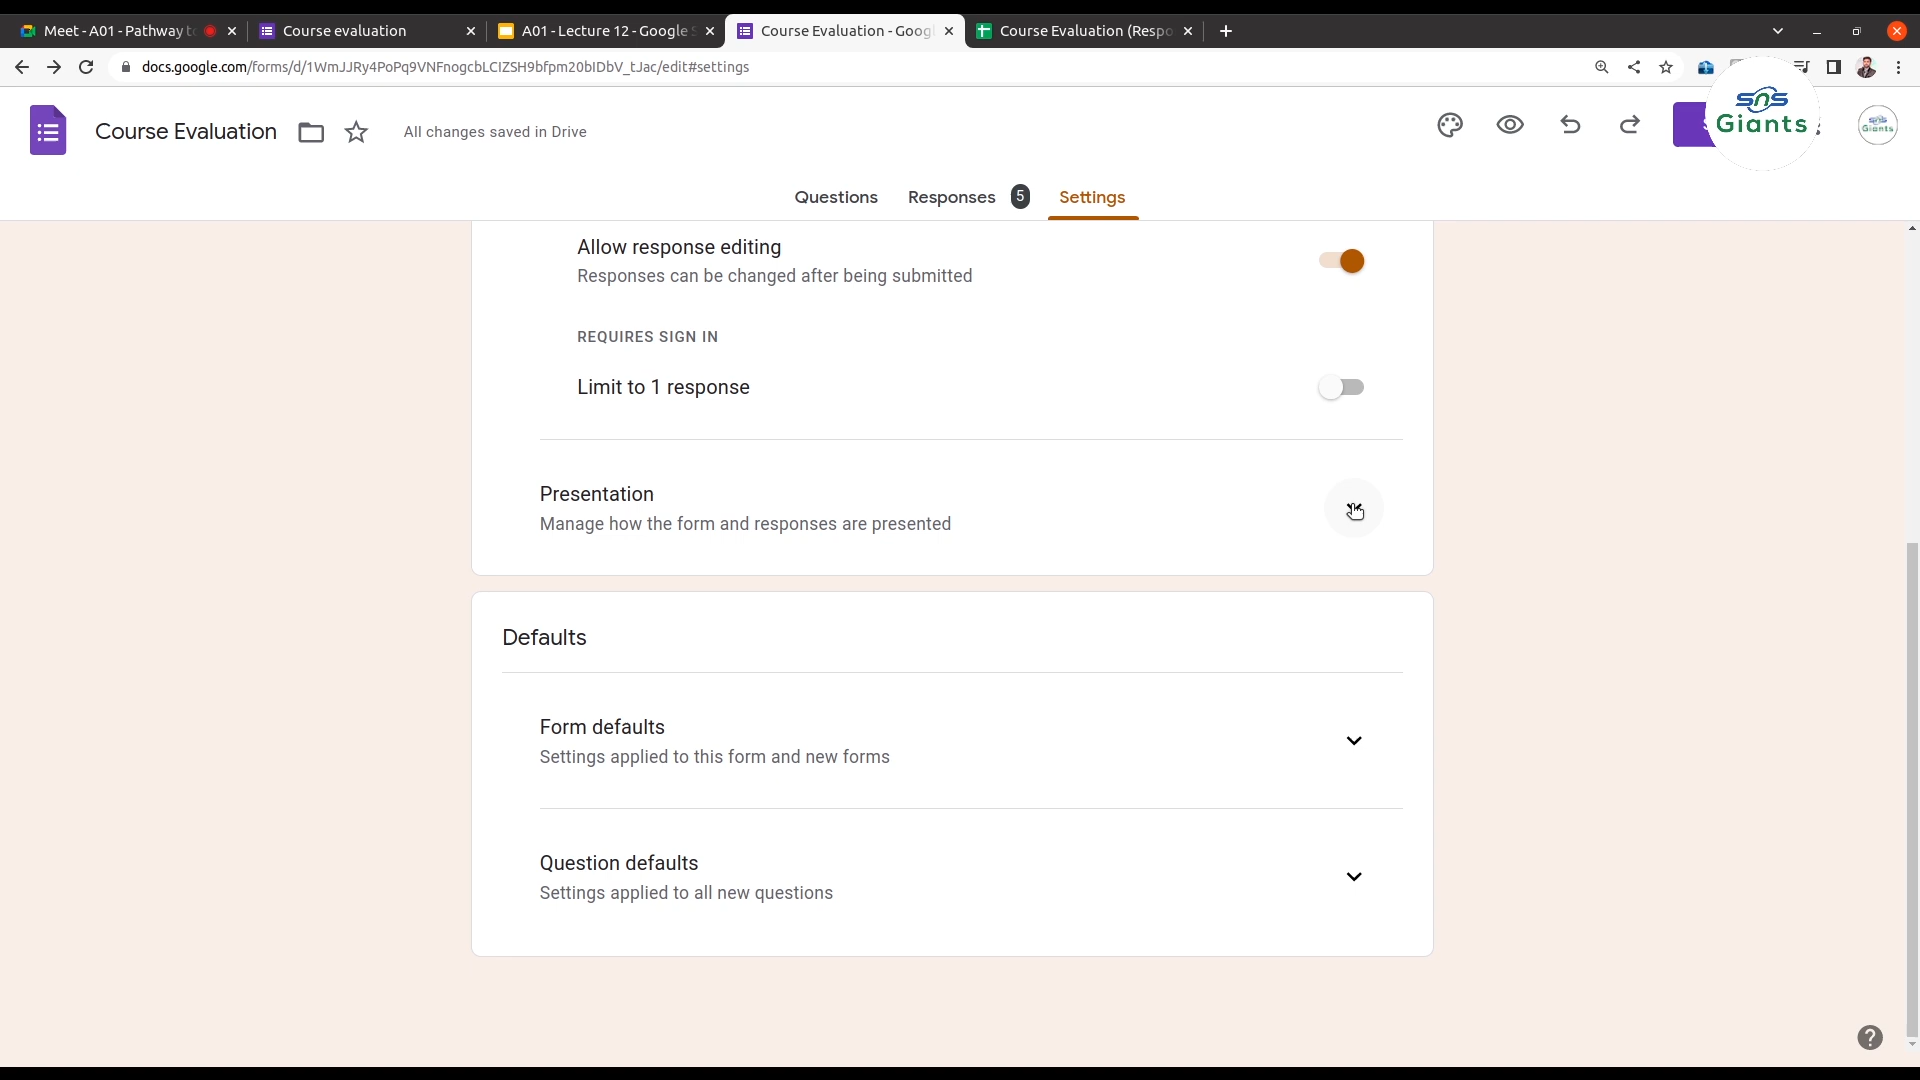 Meet - A01 - Pathway to
Course evaluation
A01 - Lecture 12 - Google S
Course Evaluation - Googl
Course Evaluation (Respo
docs.google.com/forms/d/1WmJJRy4PoPq9VNFnogcbLCIZSH9bfpm20bIDbV_tJac/edit#settings
Course Evaluation
All changes saved in Drive
SNS
Giants
Questions
Responses
5
Settings
Allow response editing
Responses can be changed after being submitted
REQUIRES SIGN IN
Limit to 1 response
Presentation
Manage how the form and responses are presented
Defaults
Form defaults
Settings applied to this form and new forms
Question defaults
Settings applied to all new questions